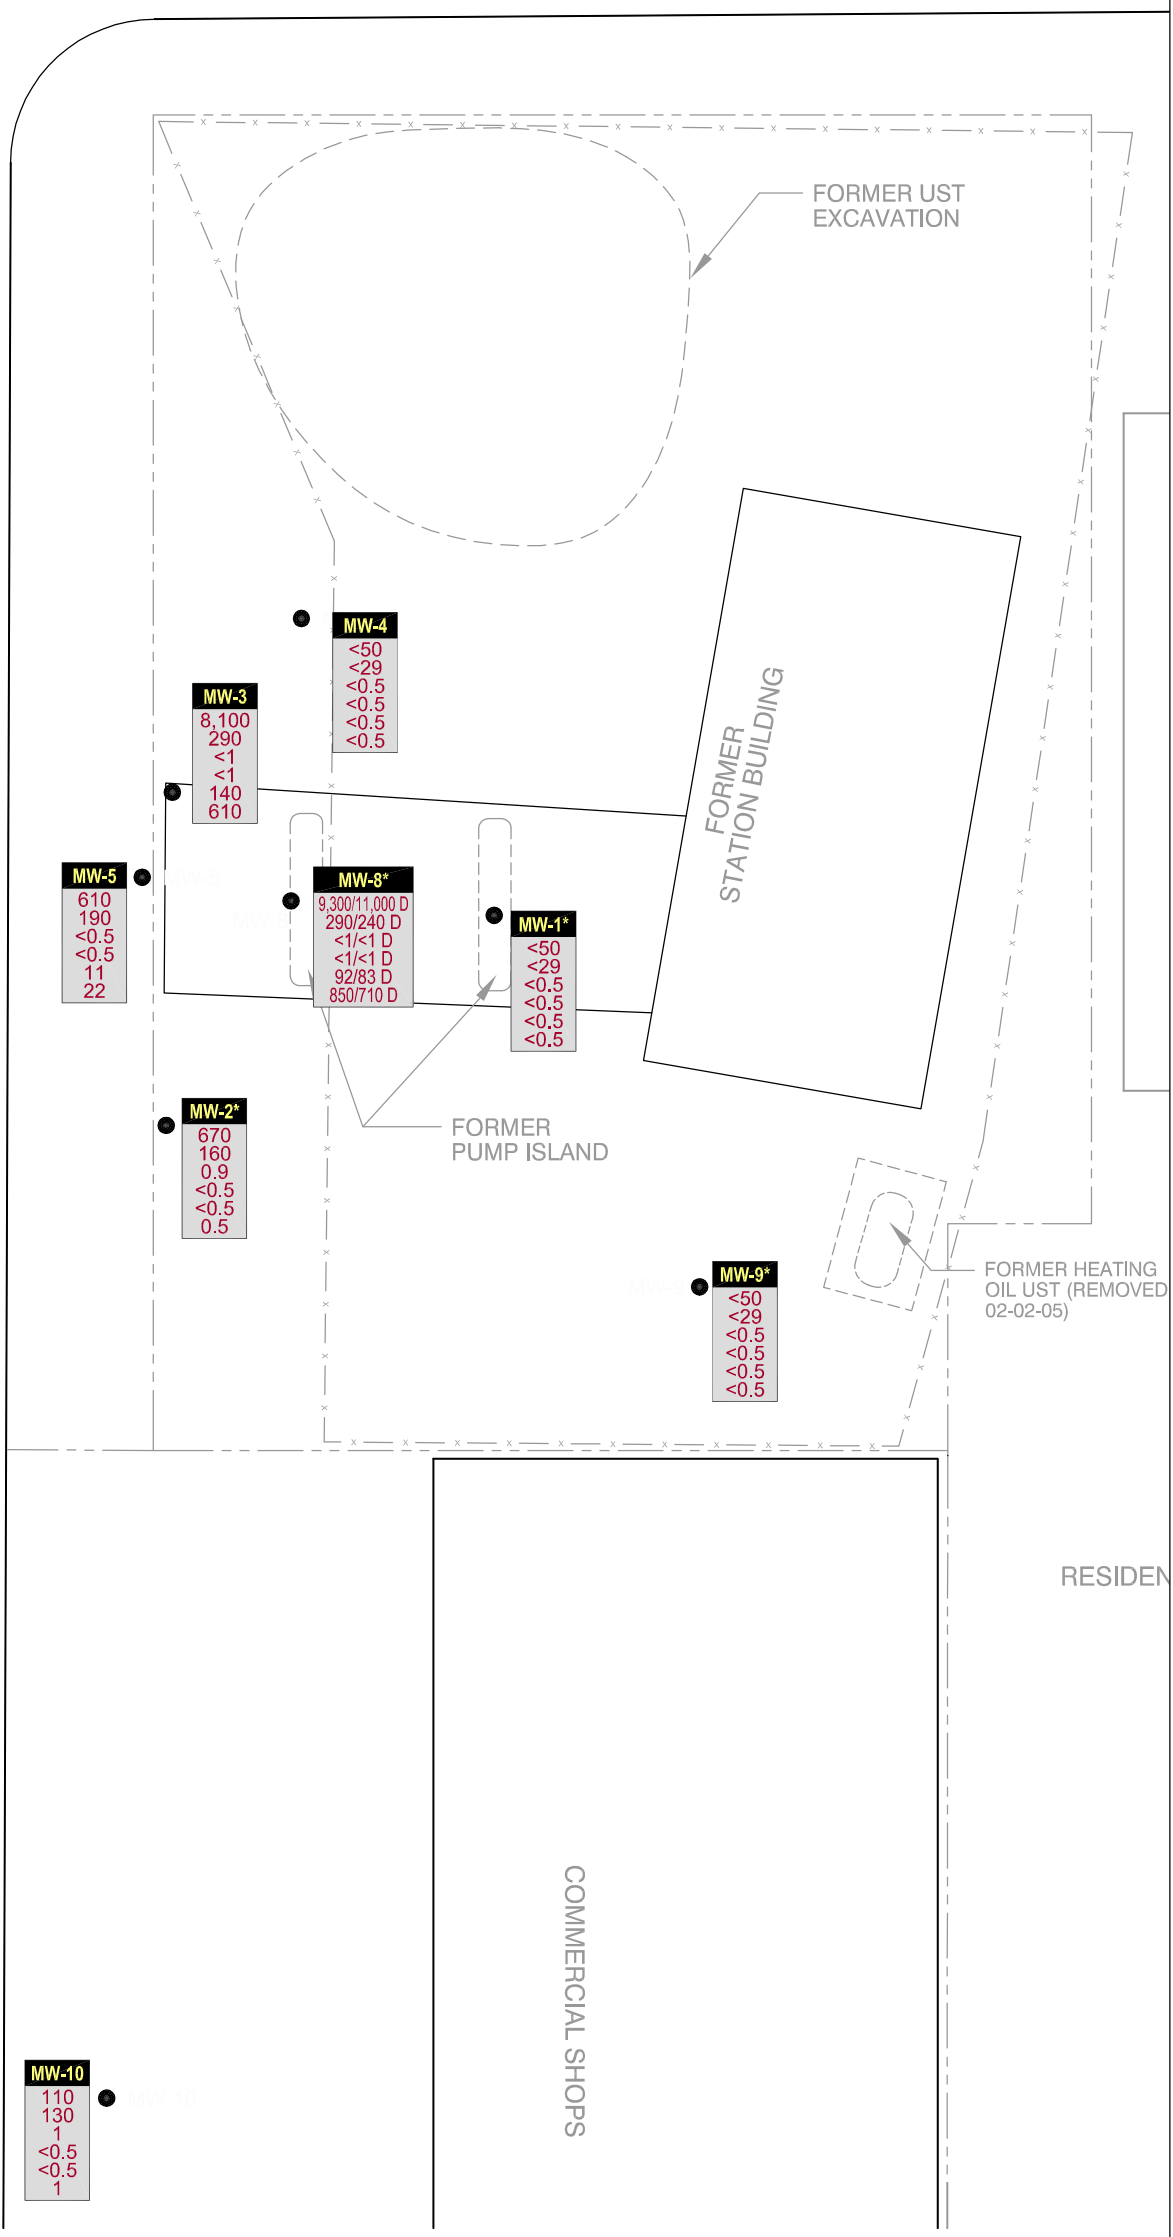 FORMER UST
EXCAVATION
MW-4
<50
<29
<0.5
<0.5
<0.5
<0.5
MW-3
8,100
290
<1
<1
140
610
FORMER
STATION BUILDING
MW-5
610
190
<0.5
<0.5
11
22
MW-8*
9,300/11,000 D
290/240 D
<1/<1 D
<1/<1 D
92/83 D
850/710 D
MW-1*
<50
<29
<0.5
<0.5
<0.5
<0.5
MW-2*
670
160
0.9
<0.5
<0.5
0.5
FORMER
PUMP ISLAND
MW-9*
<50
<29
<0.5
<0.5
<0.5
<0.5
FORMER HEATING
OIL UST (REMOVED
02-02-05)
RESIDEN
COMMERCIAL SHOPS
MW-10
110
130
1
<0.5
<0.5
1